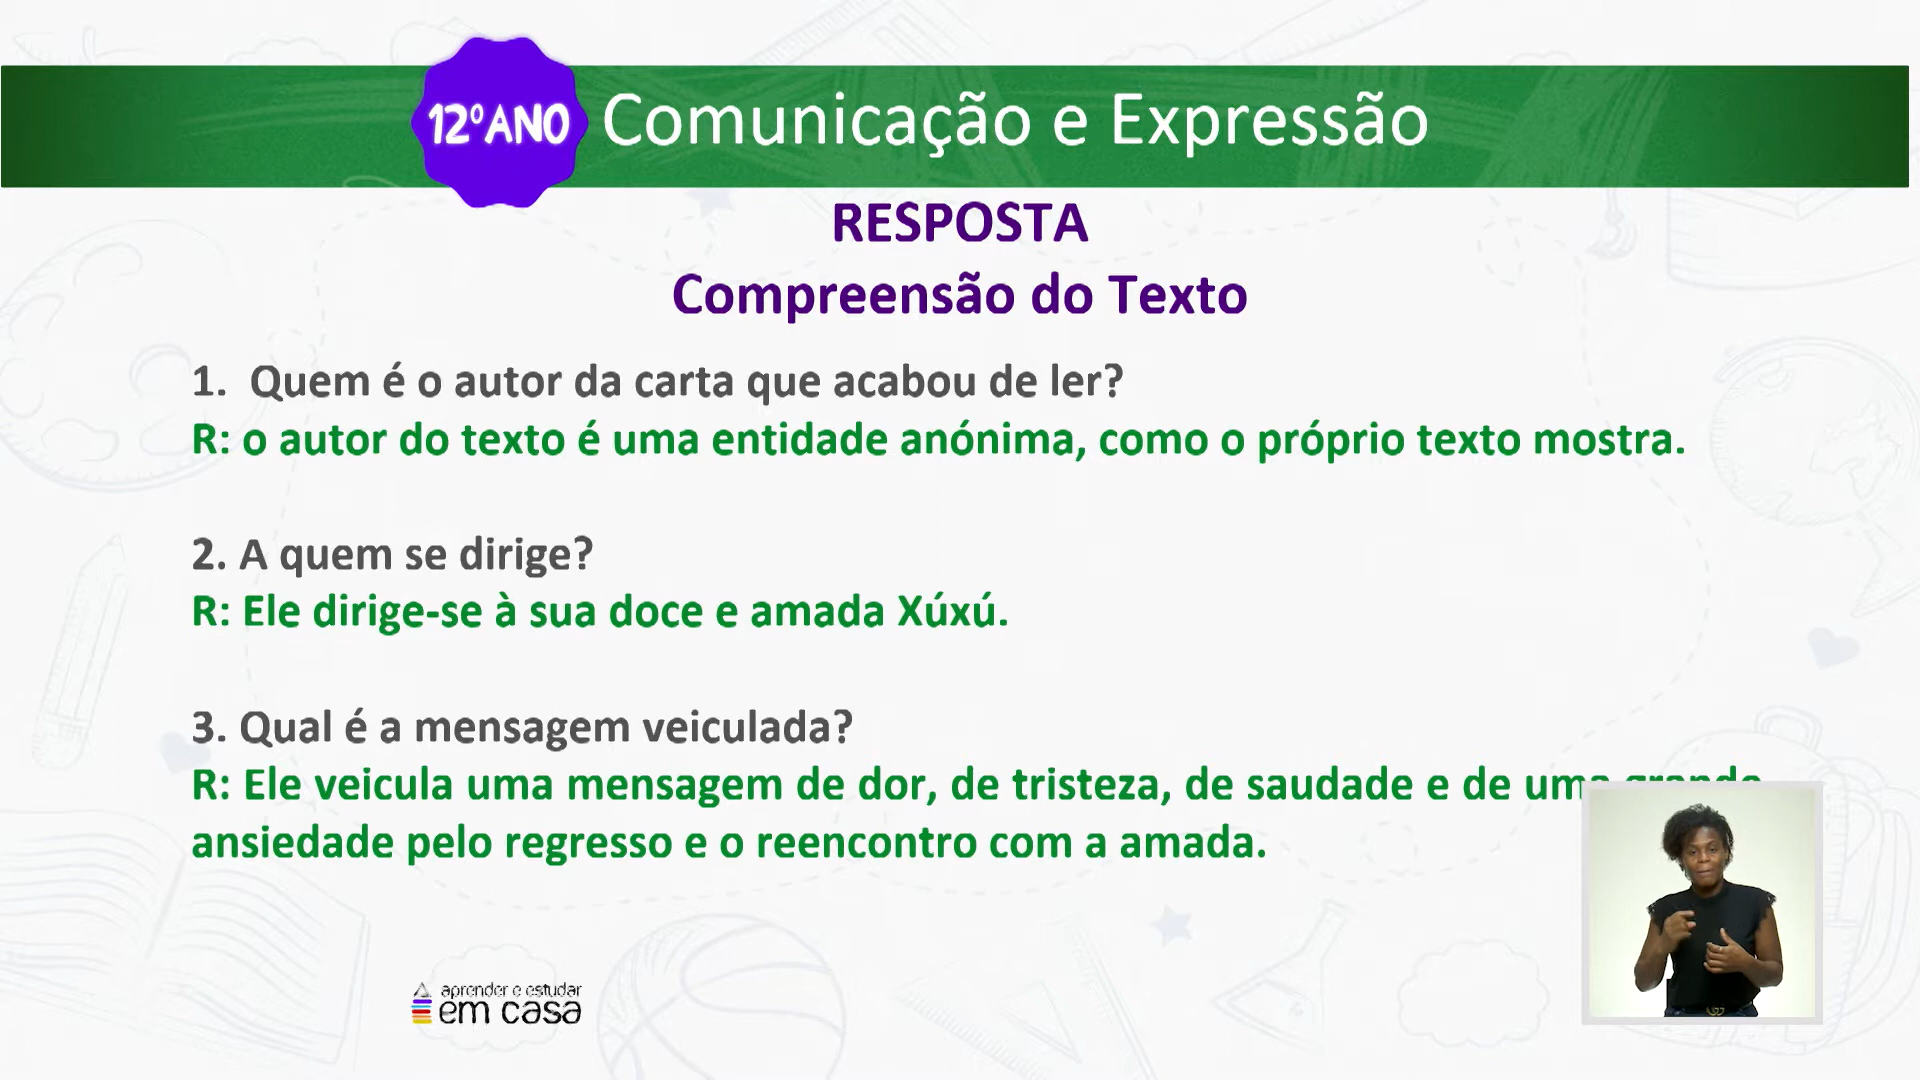 12ºANO Comunicação e Expressão
RESPOSTA
Compreensão do Texto
1. Quem é o autor da carta que acabou de ler?
R: o autor do texto é uma entidade anónima, como o próprio texto mostra.
2. A quem se dirige?
R: Ele dirige-se à sua doce e amada Xúxú.
3. Qual é a mensagem veiculada?
R: Ele veicula uma mensagem de dor, de tristeza, de saudade e de uma grande
ansiedade pelo regresso e o reencontro com a amada.
aprender e estudar
em casa